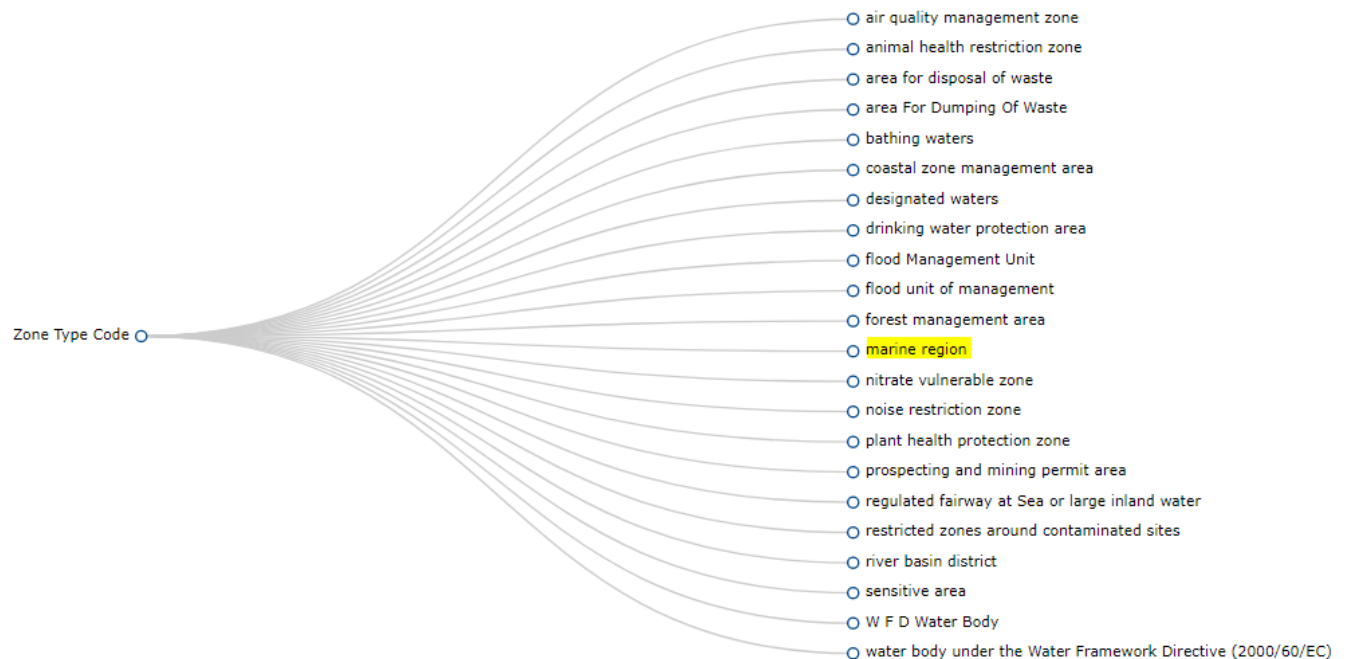 air quality management zone
animal health restriction zone
area for disposal of waste
area For Dumping Of Waste
bathing waters
coastal zone management area
designated waters
drinking water protection area
flood Management Unit
flood unit of management
forest management area
Zone Type Code
marine region
nitrate vulnerable zone
noise restriction zone
plant health protection zone
prospecting and mining permit area
regulated fairway at Sea or large inland water
restricted zones around contaminated sites
river basin district
sensitive area
W F D Water Body
water body under the Water Framework Directive (2000/60/EC)